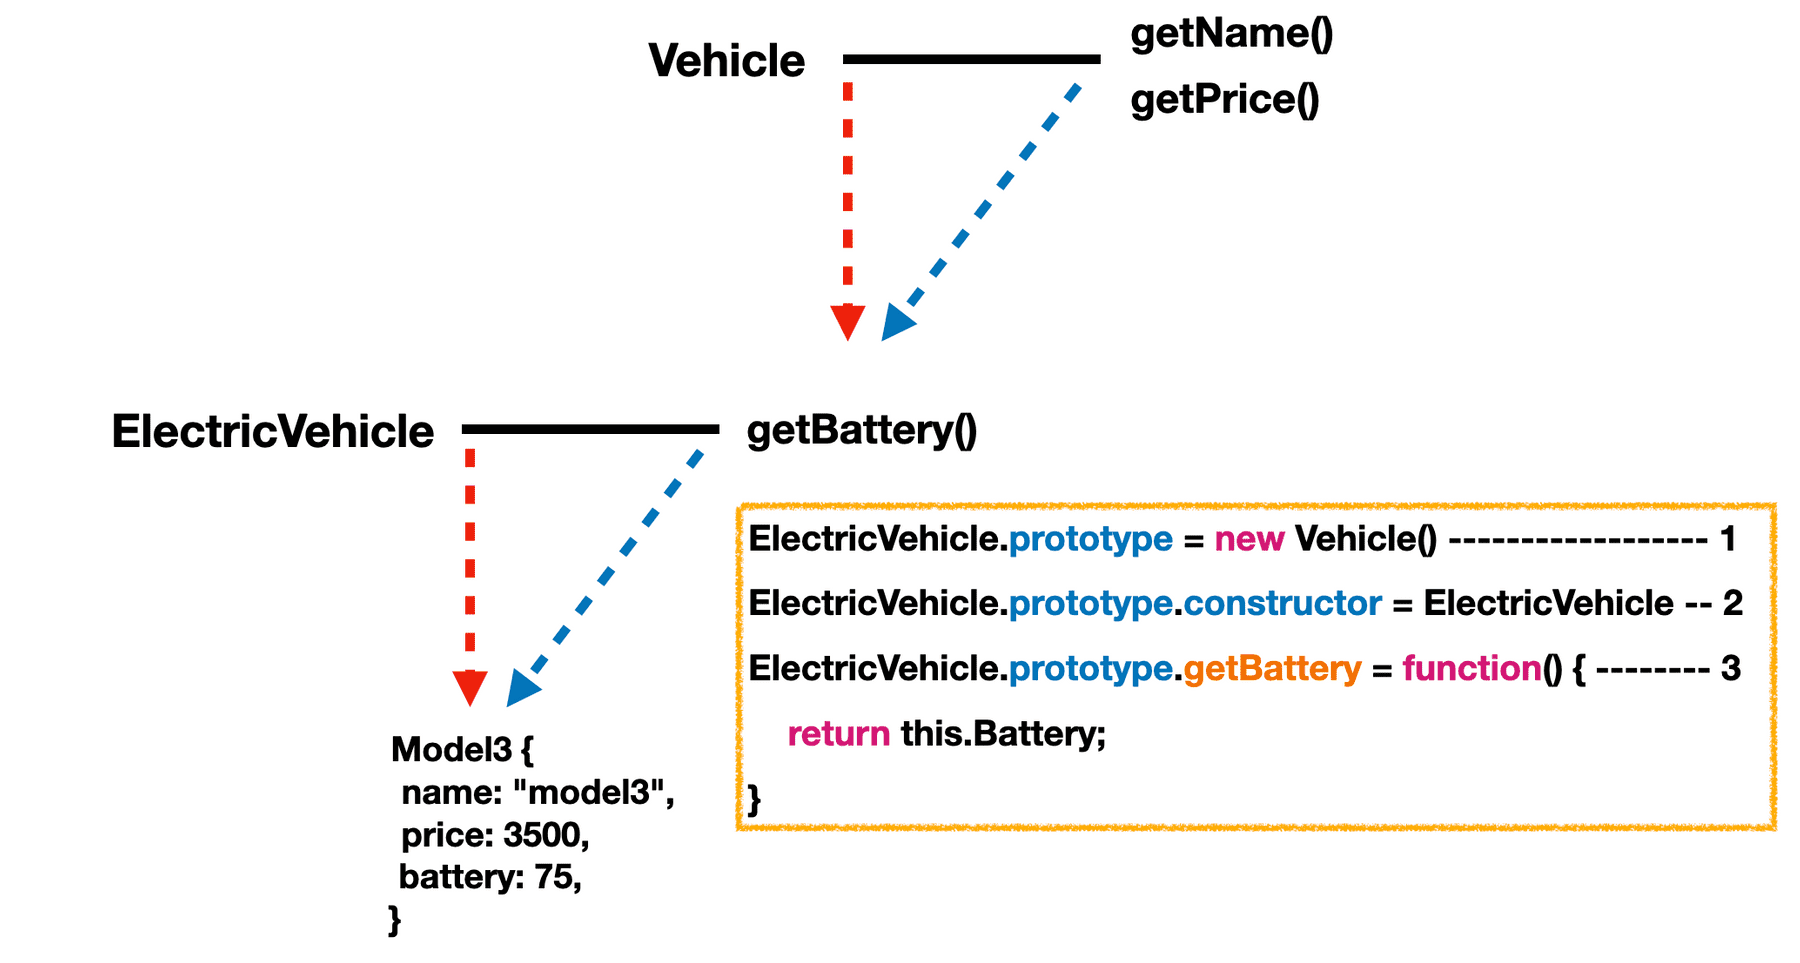 Vehicle
getName()
getPrice()
ElectricVehicle
getBattery()
ElectricVehicle.prototype = new Vehicle() ------------------ 1
ElectricVehicle.prototype.constructor = ElectricVehicle -- 2
ElectricVehicle.prototype.getBattery = function() { -------- 3
return this.Battery;
}
Model3 {
name: "model3",
price: 3500,
battery: 75,
}